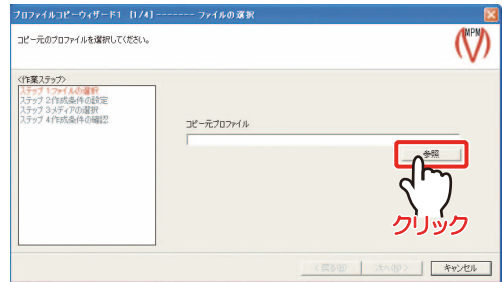 プロファイルコピーウィザード1 [1/4] ------- ファイルの選択
コピー元のプロファイルを選択してください。
MPM
〈作業ステップ〉
ステップ 1:ファイルの選択
ステップ 2:作成条件の設定
ステップ 3:メディアの選択
ステップ 4:作成条件の確認
コピー元プロファイル
参照
クリック
< 戻る(B)
次へ(N) >
キャンセル